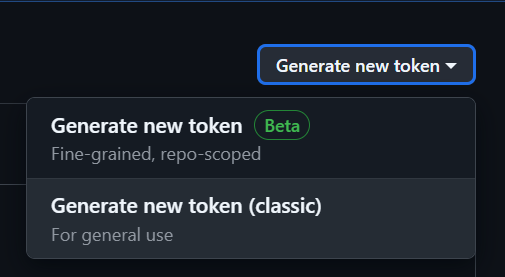 Generate new token
Generate new token Beta
Fine-grained, repo-scoped
Generate new token (classic)
For general use